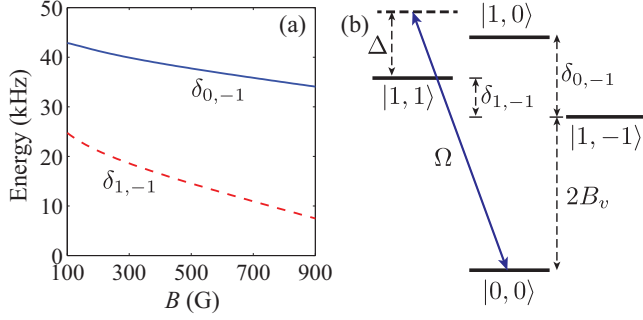 (a)
Energy (kHz)
50
40
30
20
10
0
δ₀,₋₁
δ₁,₋₁
100 300 500 700 900
B (G)
(b)
|1, 0⟩
Δ
δ₀,₋₁
|1, 1⟩
δ₁,₋₁
|1, −1⟩
Ω
2Bᵥ
|0, 0⟩